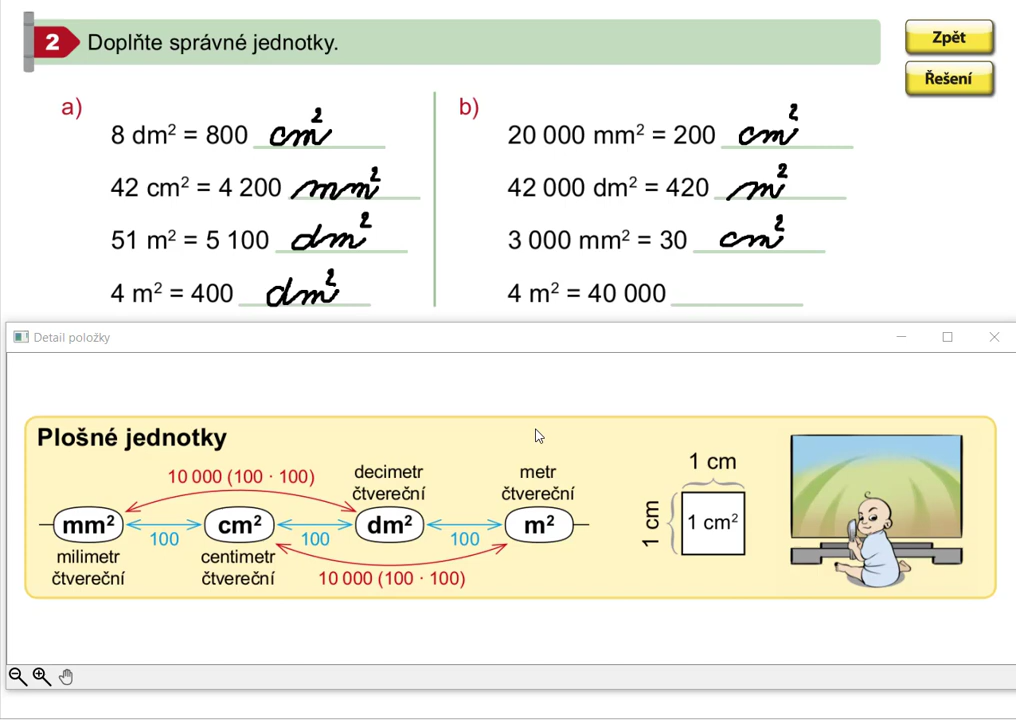 2 Doplňte správné jednotky.
Zpět
Řešení
a)
8 dm² = 800 cm²
42 cm² = 4 200 mm²
51 m² = 5 100 dm²
4 m² = 400 dm²
b)
20 000 mm² = 200 cm²
42 000 dm² = 420 m²
3 000 mm² = 30 cm²
4 m² = 40 000
Detail položky
Plošné jednotky
10 000 (100 · 100)
decimetr
čtvereční
metr
čtvereční
mm² 100 cm² 100 dm² 100 m²
milimetr
čtvereční
centimetr
čtvereční
10 000 (100 · 100)
1 cm
1 cm
1 cm²